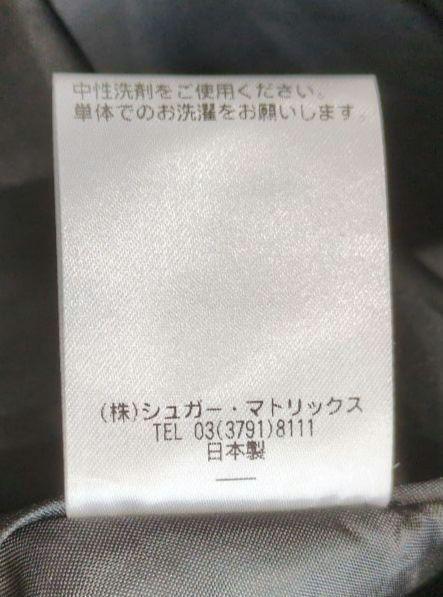 中性洗剤をご使用ください。
単体でのお洗濯をお願いします。
(株)シュガー・マトリックス
TEL 03(3791)8111
日本製